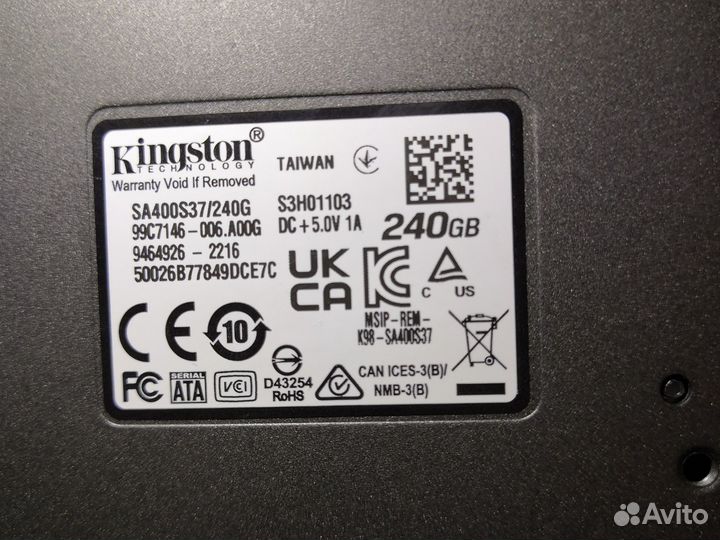 Kingston®
TECHNOLOGY
Warranty Void If Removed
TAIWAN
SA400S37/240G
99C7146-006.A00G
9464926 - 2216
50026B77849DCE7C
S3H01103
DC+5.0V 1A
240GB
UK
CA
KC
C US
MSIP-REM-
K98-SA400S37
CE
10
FC
SERIAL
ATA
VCI
D43254
RoHS
CAN ICES-3(B)/
NMB-3(B)
Avito